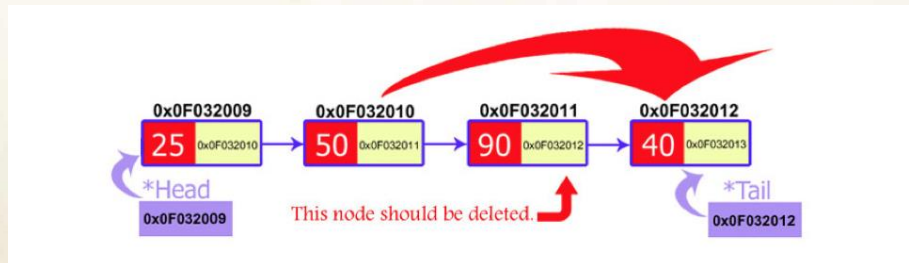 0x0F032009 0x0F032010 0x0F032011 0x0F032012
25 0x0F032010 50 0x0F032011 90 0x0F032012 40 0x0F032013
*Head *Tail
0x0F032009 This node should be deleted. 0x0F032012